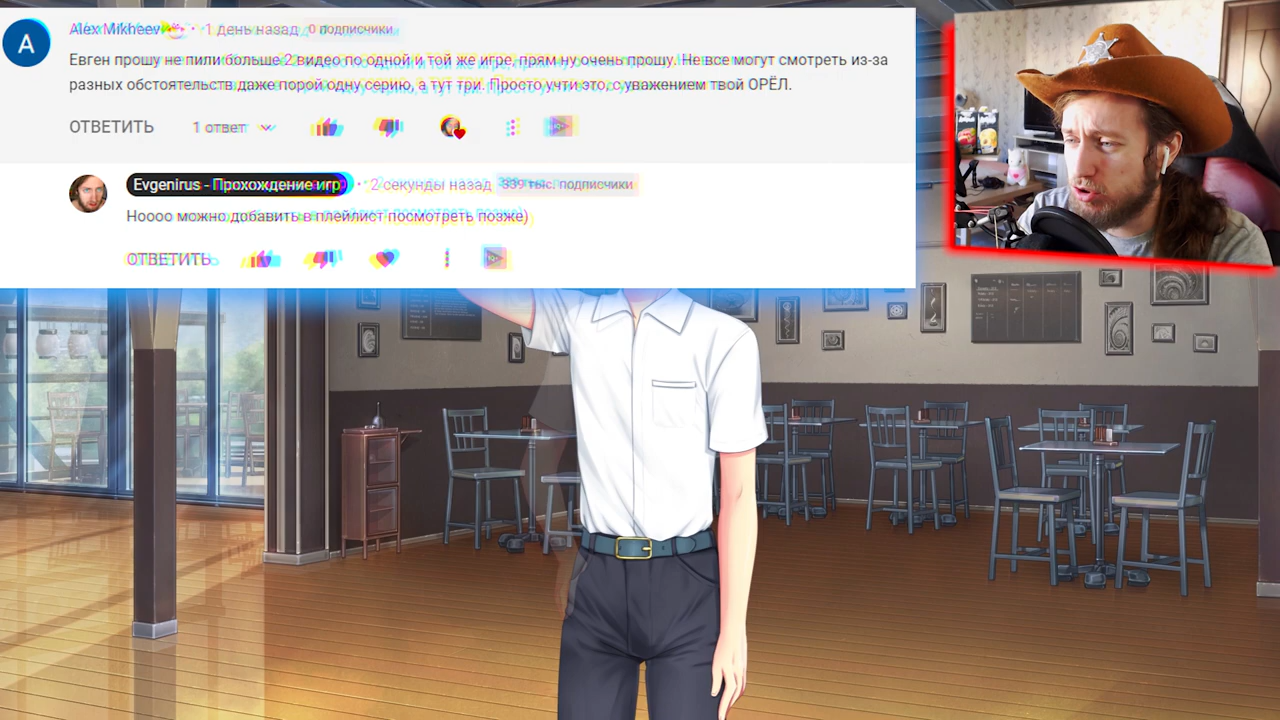 A
Alex Mikheev • 1 день назад 0 подписчики
Евген прошу не пили больше 2 видео по одной и той же игре, прям ну очень прошу. Не все могут смотреть из-за
разных обстоятельств даже порой одну серию, а тут три. Просто учти это, с уважением твой ОРЁЛ.
ОТВЕТИТЬ 1 ответ
Evgenirus - Прохождение игр • 2 секунды назад 339 тыс. подписчики
Ноооо можно добавить в плейлист посмотреть позже)
ОТВЕТИТЬ